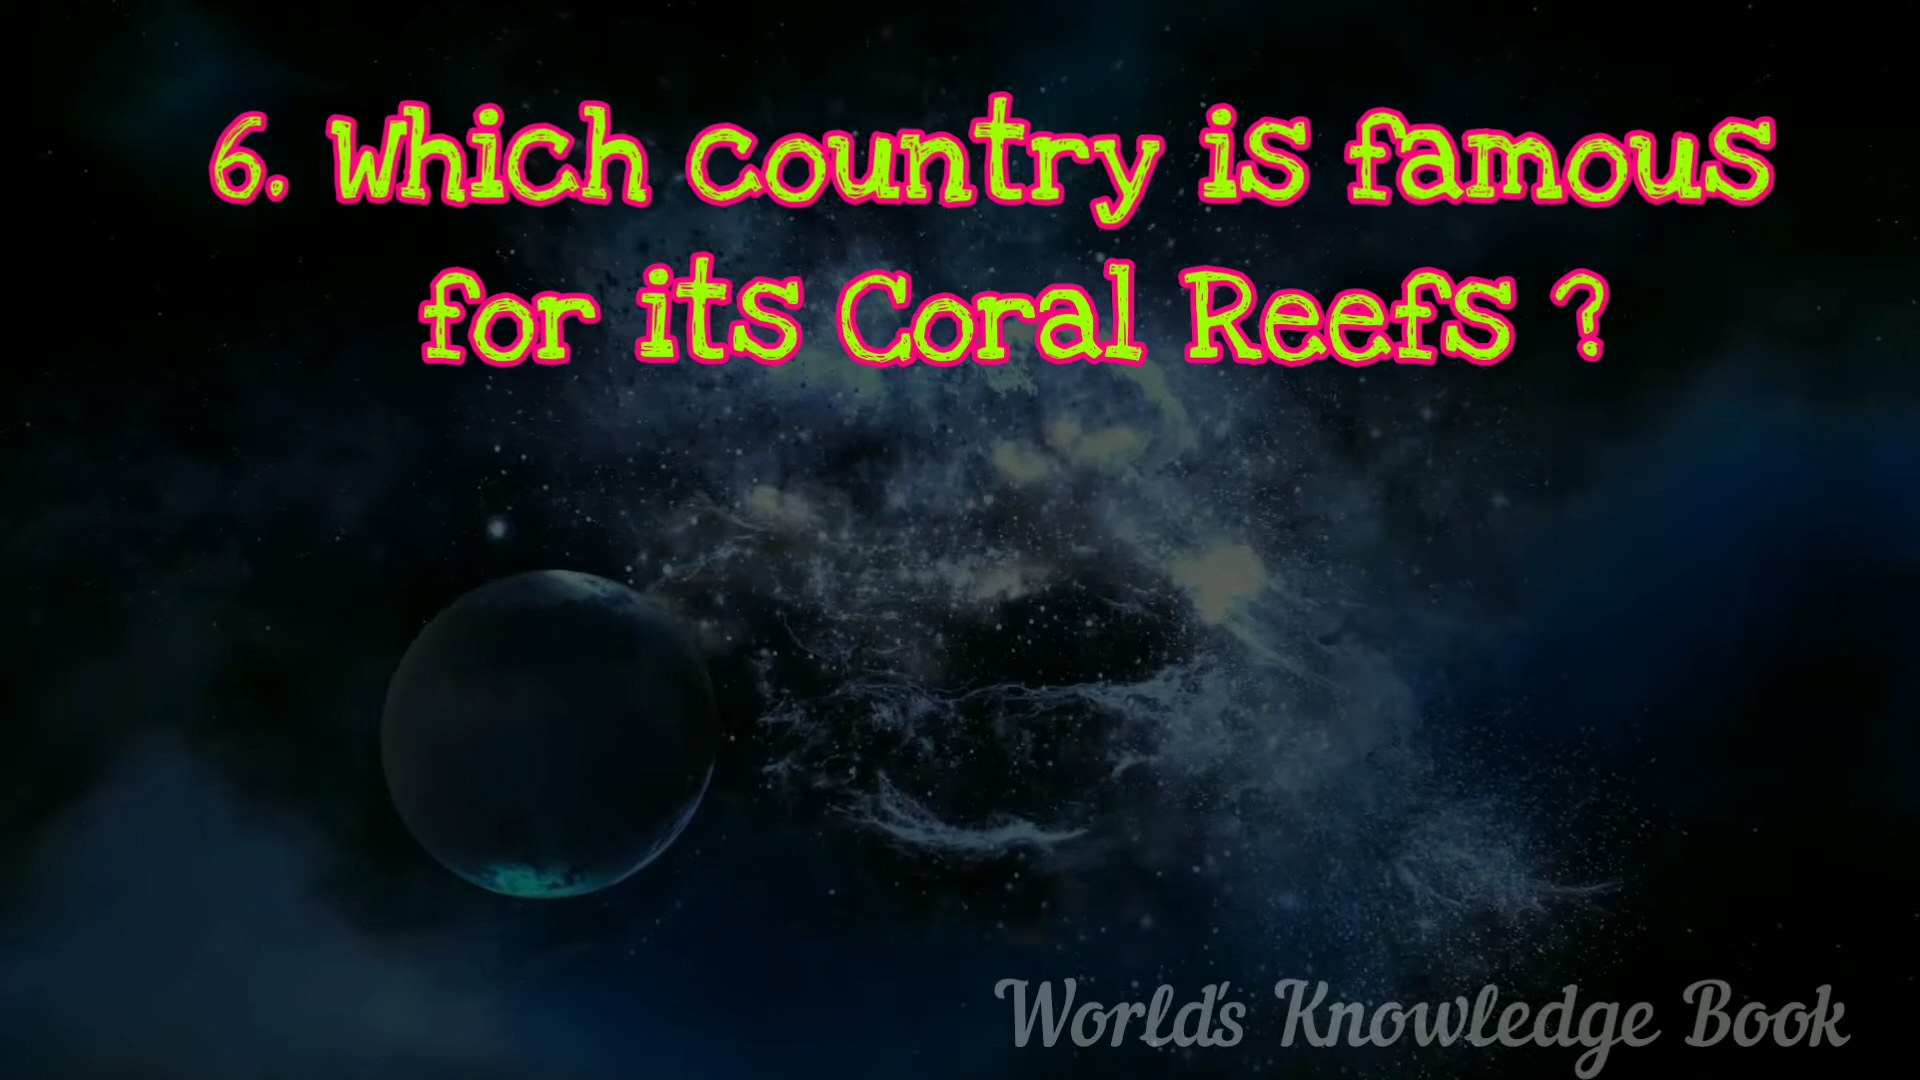 6. Which country is famous
for its Coral Reefs ?
World's Knowledge Book